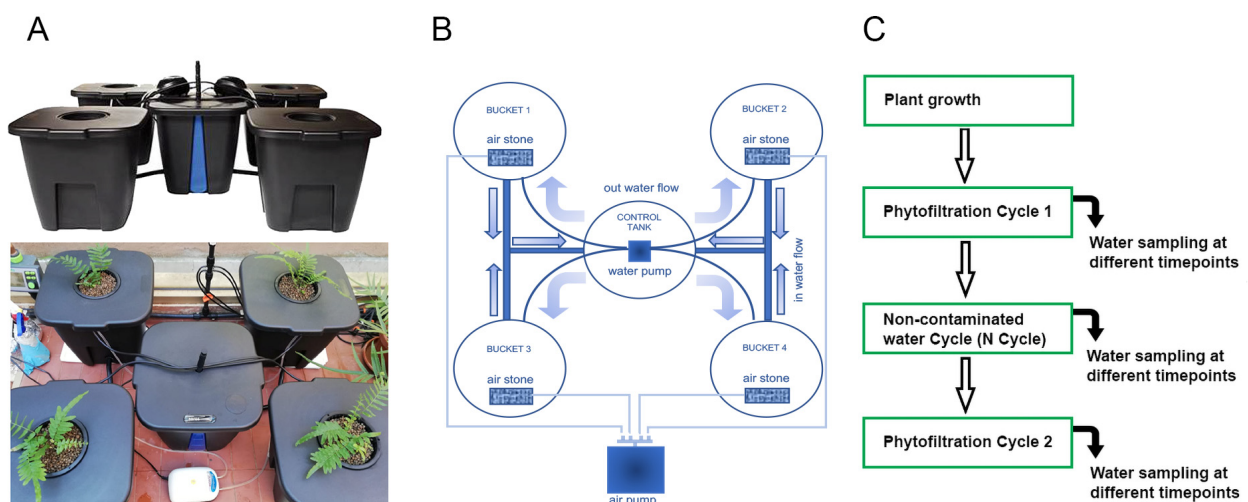 A
B
C
BUCKET 1
air stone
BUCKET 2
air stone
out water flow
CONTROL
TANK
water pump
in water flow
BUCKET 3
air stone
BUCKET 4
air stone
air pump
Plant growth
Phytofiltration Cycle 1
Water sampling at
different timepoints
Non-contaminated
water Cycle (N Cycle)
Water sampling at
different timepoints
Phytofiltration Cycle 2
Water sampling at
different timepoints